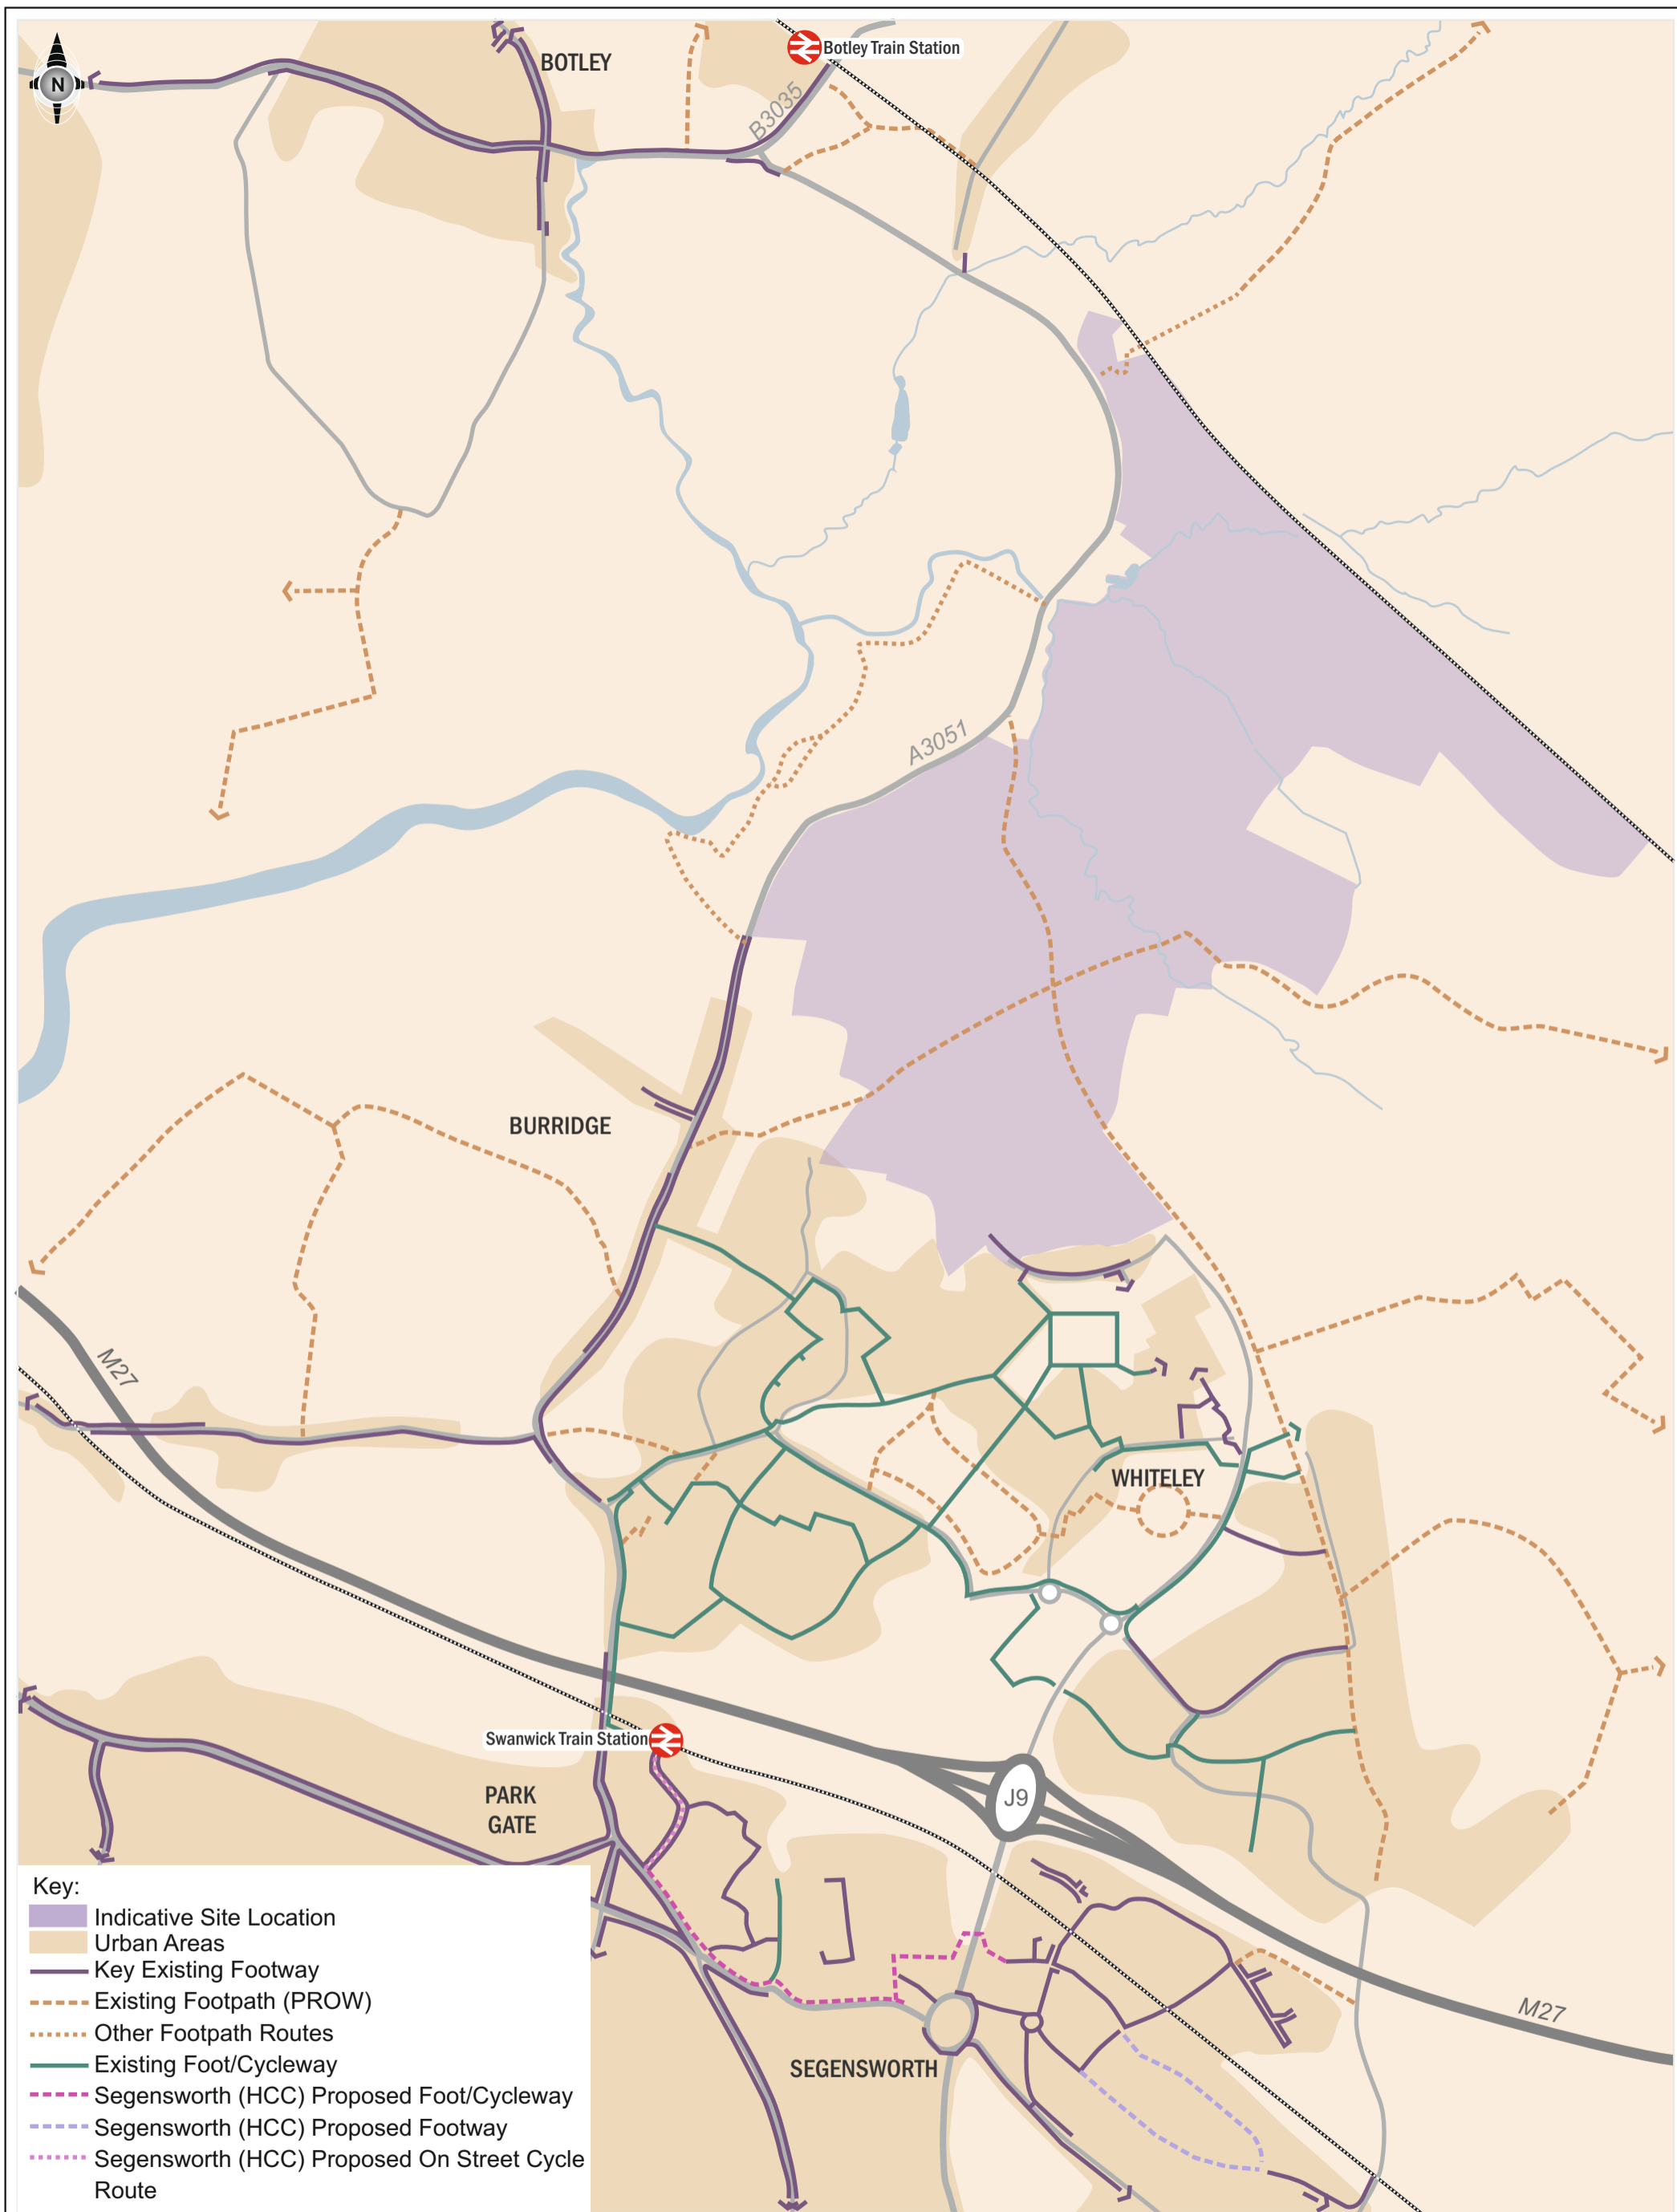 BOTLEY
Botley Train Station
N
B3035
A3051
BURRIDGE
M27
WHITELEY
Swanwick Train Station
PARK
GATE
J9
M27
SEGENSWORTH
Key:
Indicative Site Location
Urban Areas
Key Existing Footway
Existing Footpath (PROW)
Other Footpath Routes
Existing Foot/Cycleway
Segensworth (HCC) Proposed Foot/Cycleway
Segensworth (HCC) Proposed Footway
Segensworth (HCC) Proposed On Street Cycle
Route